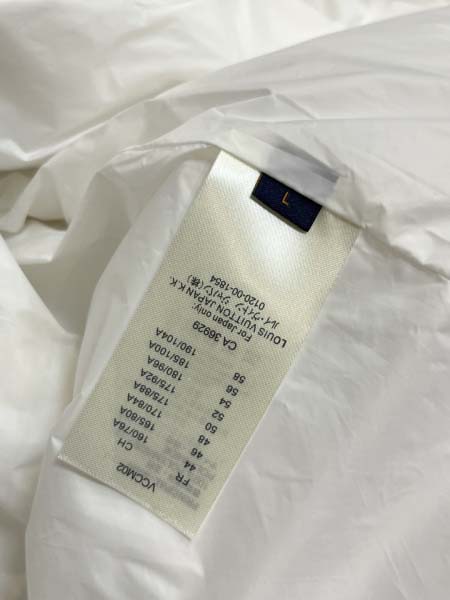 VCCM02
FR CH
44 160/76A
46 165/80A
48 170/84A
50 175/88A
52 175/92A
54 180/96A
56 185/100A
58 190/104A
CA 36929
For Japan only:
LOUIS VUITTON JAPAN K.K.
ルイ・ヴィトン ジャパン(株)
0120-00-1854
L